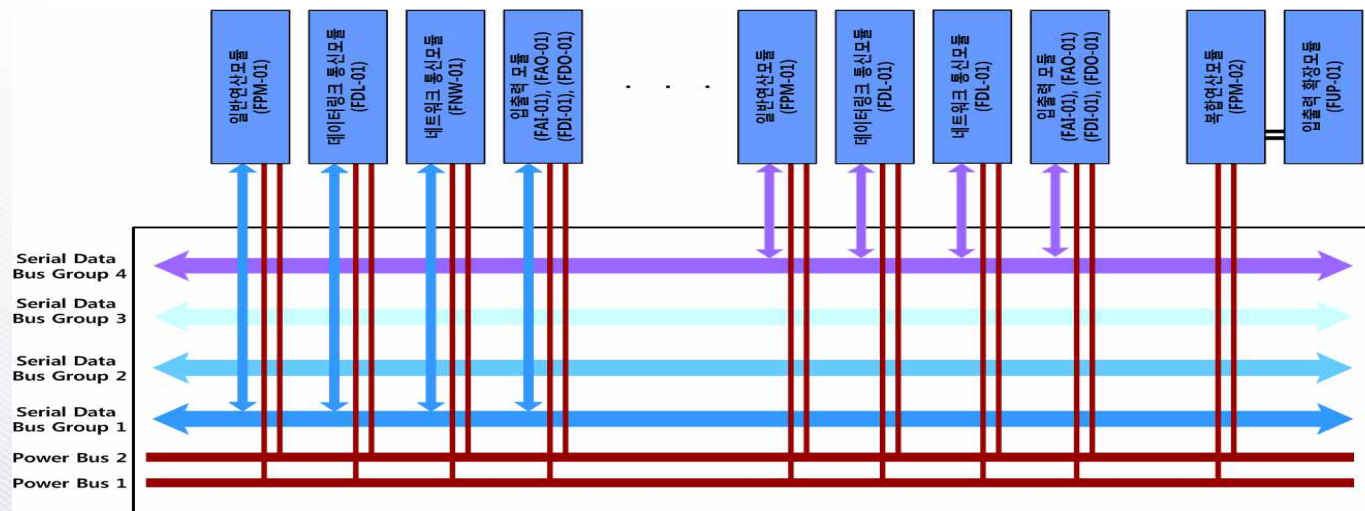 일반연산모듈
(FPM-01)
데이터링크 통신모듈
(FDL-01)
네트워크 통신모듈
(FNW-01)
입출력 모듈
(FAI-01), (FAO-01)
(FDI-01), (FDO-01)
. . .
일반연산모듈
(FPM-01)
데이터링크 통신모듈
(FDL-01)
네트워크 통신모듈
(FDL-01)
입출력 모듈
(FAI-01), (FAO-01)
(FDI-01), (FDO-01)
복합연산모듈
(FPM-02)
입출력 확장모듈
(FUP-01)
Serial Data
Bus Group 4
Serial Data
Bus Group 3
Serial Data
Bus Group 2
Serial Data
Bus Group 1
Power Bus 2
Power Bus 1